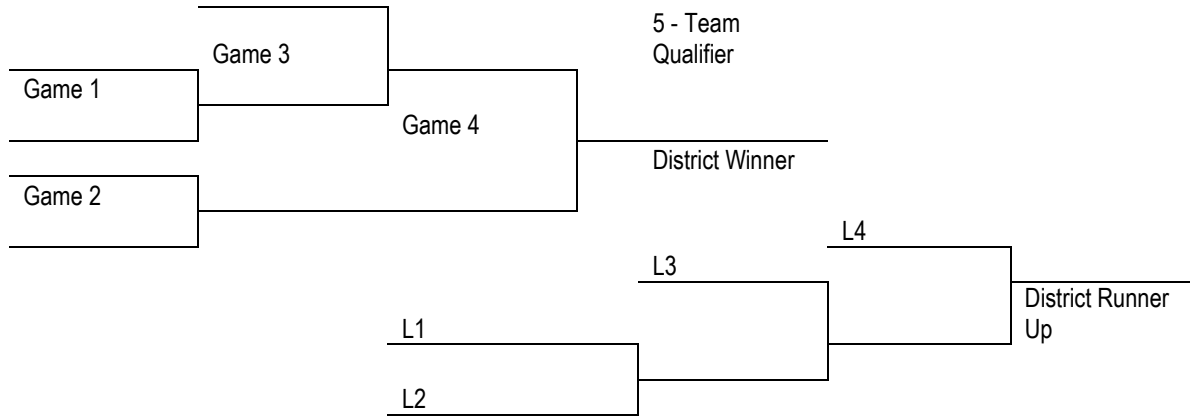 5 - Team
Qualifier
Game 3
Game 1
Game 4
District Winner
Game 2
L4
L3
District Runner
Up
L1
L2